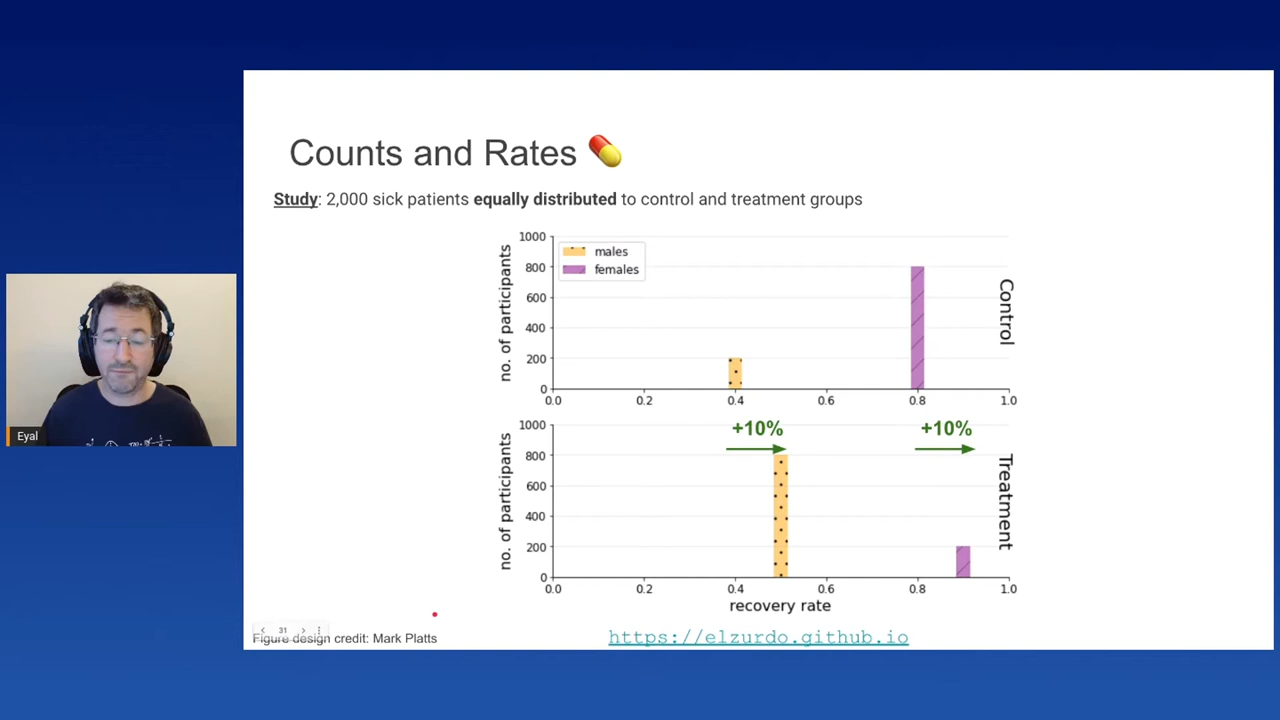 Counts and Rates
Study: 2,000 sick patients equally distributed to control and treatment groups
no. of participants
1000
800
600
400
200
0
males
females
0.0
0.2
0.4
0.6
0.8
1.0
Control
no. of participants
1000
800
600
400
200
0
+10%
+10%
0.0
0.2
0.4
0.6
0.8
1.0
Treatment
recovery rate
Eyal
31
Figure design credit: Mark Platts
https://elzurdo.github.io